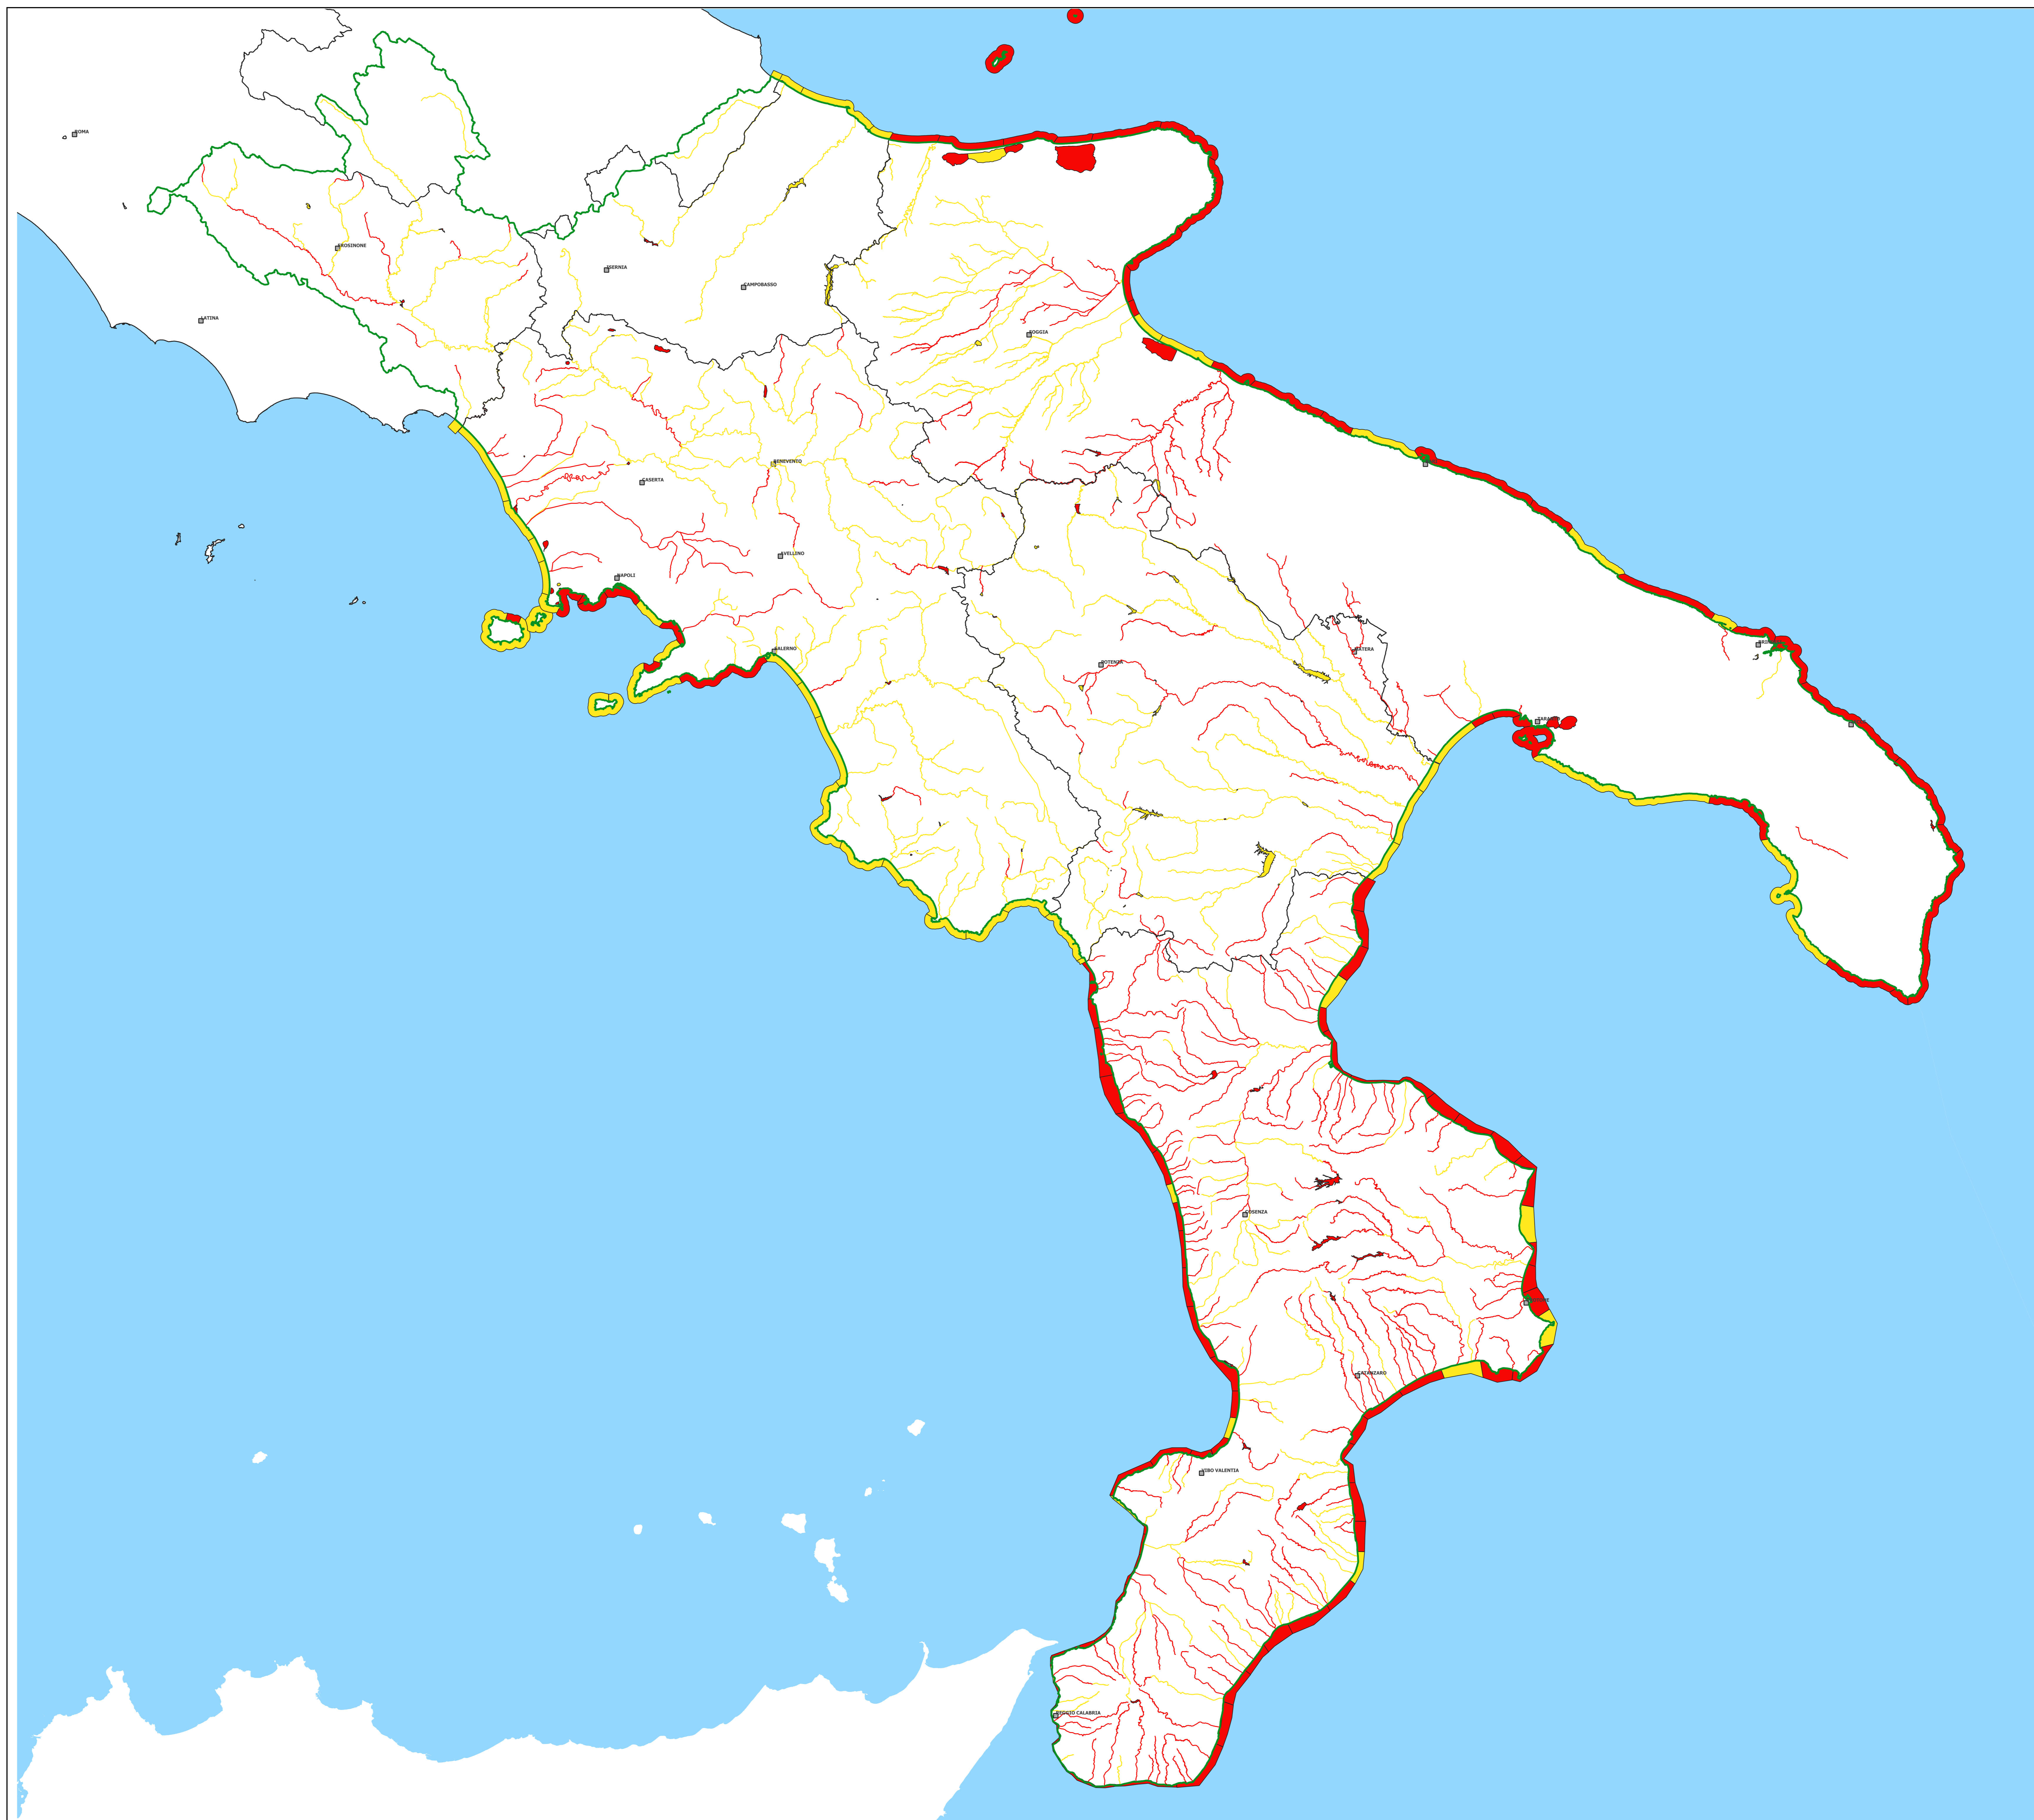 ROMA
FROSINONE
ISERNIA
CAMPOBASSO
LATINA
FOGGIA
BENEVENTO
CASERTA
AVELLINO
NAPOLI
SALERNO
MATERA
POTENZA
COSENZA
CATANZARO
VIBO VALENTIA
REGGIO CALABRIA